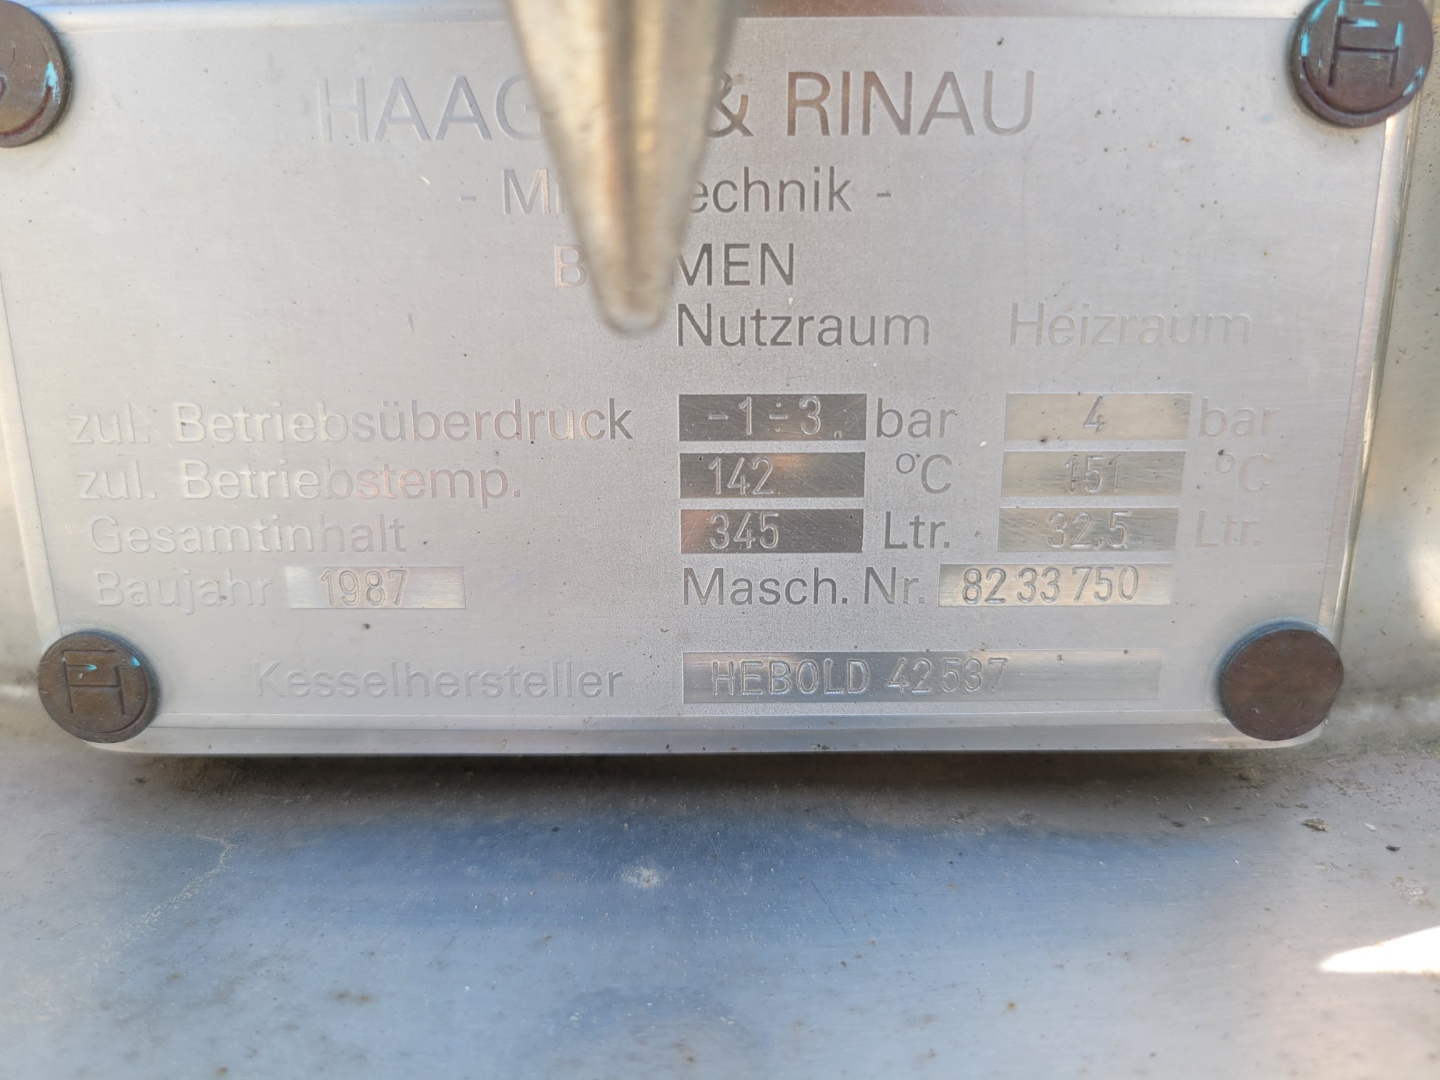 HAAG & RINAU
- Mi echnik -
B MEN
Nutzraum Heizraum
zul. Betriebsüberdruck -1÷3 bar 4 bar
zul. Betriebstemp. 142 °C 151 °C
Gesamtinhalt 345 Ltr. 32,5 Ltr.
Baujahr 1987 Masch. Nr. 82 33 750
Kesselhersteller HEBOLD 42537